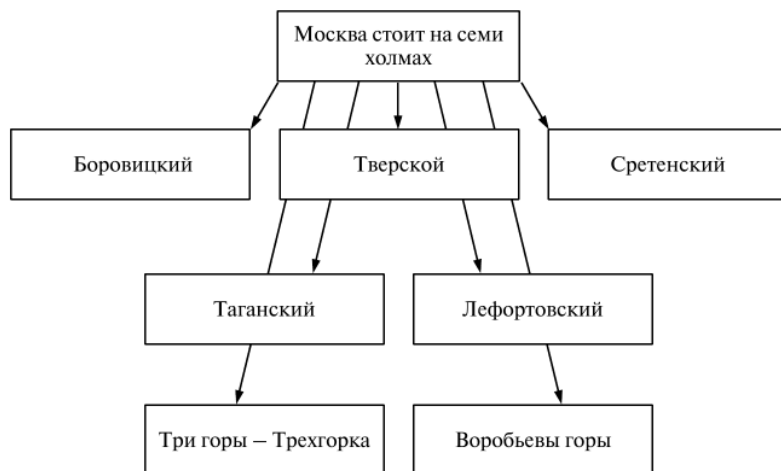 Москва стоит на семи
холмах
Боровицкий
Тверской
Сретенский
Таганский
Лефортовский
Три горы – Трехгорка
Воробьевы горы